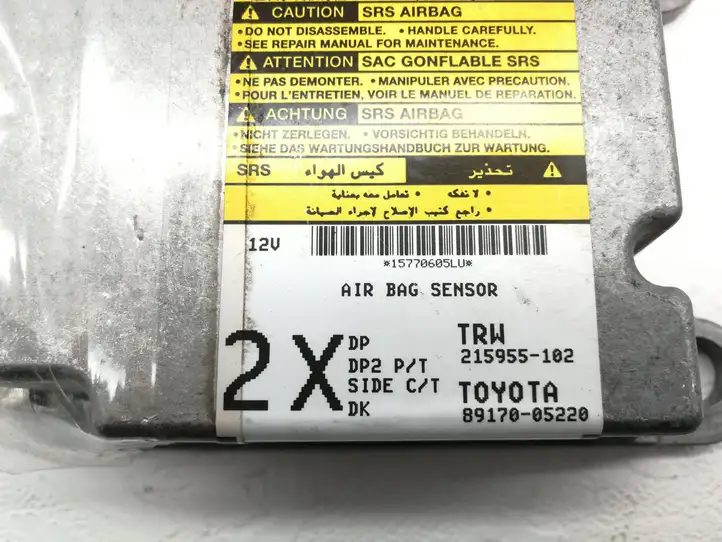 ⚠ CAUTION SRS AIRBAG
•DO NOT DISASSEMBLE. •HANDLE CAREFULLY.
•SEE REPAIR MANUAL FOR MAINTENANCE.
⚠ ATTENTION SAC GONFLABLE SRS
•NE PAS DEMONTER. •MANIPULER AVEC PRECAUTION.
•POUR L'ENTRETIEN, VOIR LE MANUEL DE REPARATION.
⚠ ACHTUNG SRS AIRBAG
•NICHT ZERLEGEN. •VORSICHTIG BEHANDELN.
•SIEHE DAS WARTUNGSHANDBUCH ZUR WARTUNG.
⚠ تحذير كيس الهواء SRS
• لا تفكه • تعامل معه بعناية
• راجع كتيب الإصلاح لإجراء الصيانة
12V
*15770605LU*
AIR BAG SENSOR
2X
DP
DP2 P/T
SIDE C/T
DK
TRW
215955-102
TOYOTA
89170-05220